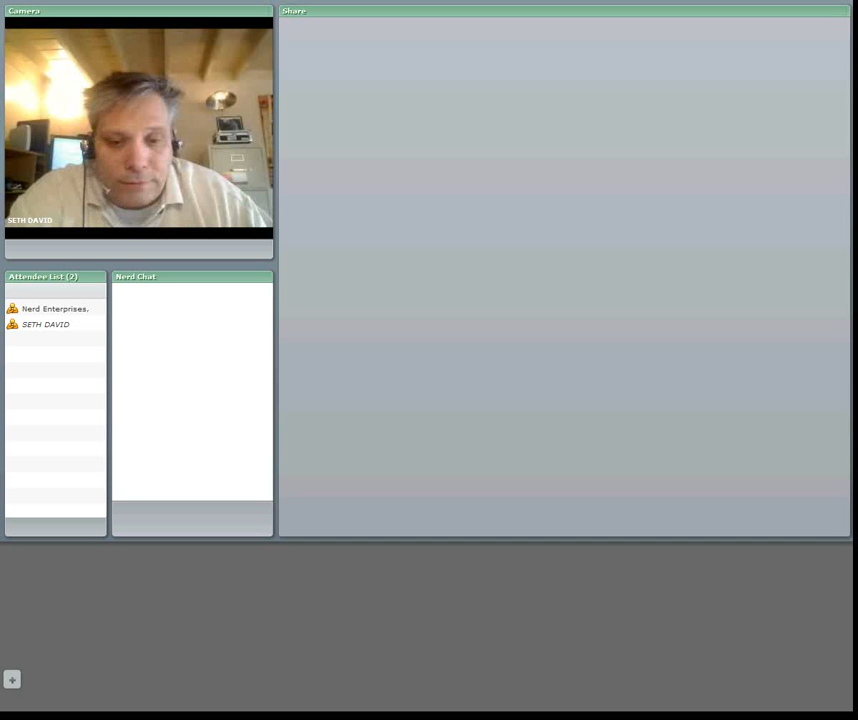 Camera
Share
SETH DAVID
Attendee List (2)
Nerd Chat
Nerd Enterprises,
SETH DAVID